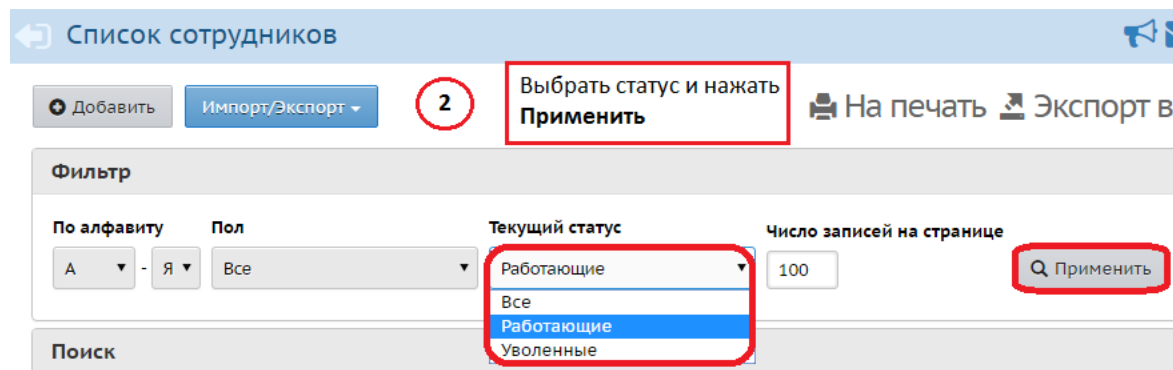 Список сотрудников
Добавить
Импорт/Экспорт
2
Выбрать статус и нажать
Применить
На печать
Экспорт в
Фильтр
По алфавиту
Пол
Текущий статус
Число записей на странице
А - Я
Все
Работающие
100
Применить
Все
Работающие
Уволенные
Поиск